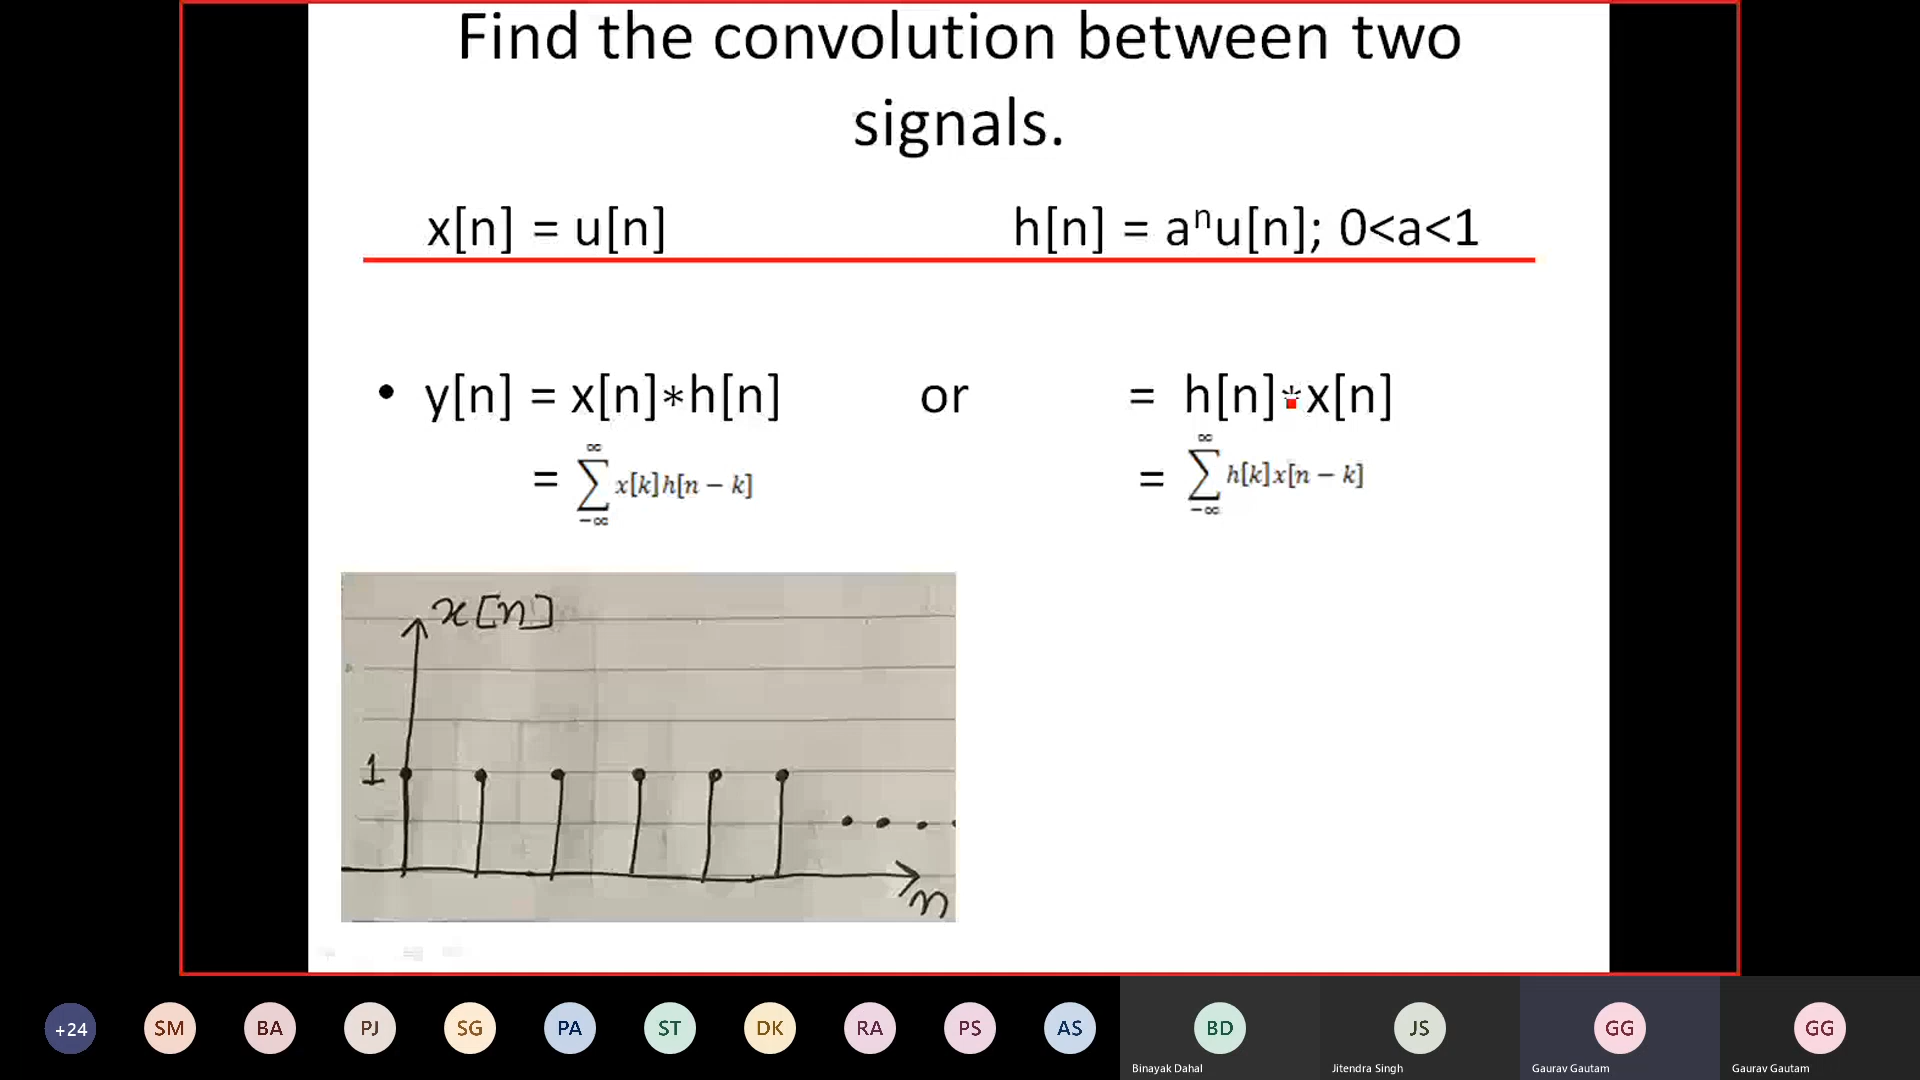 Find the convolution between two
signals.
x[n] = u[n] h[n] = aⁿu[n]; 0<a<1
• y[n] = x[n]*h[n] or = h[n]*x[n]
= ∞∑−∞ x[k]h[n − k] = ∞∑−∞ h[k]x[n − k]
x[n]
1
n
+24 SM BA PJ SG PA ST DK RA PS AS BD JS GG GG
Binayak Dahal Jitendra Singh Gaurav Gautam Gaurav Gautam